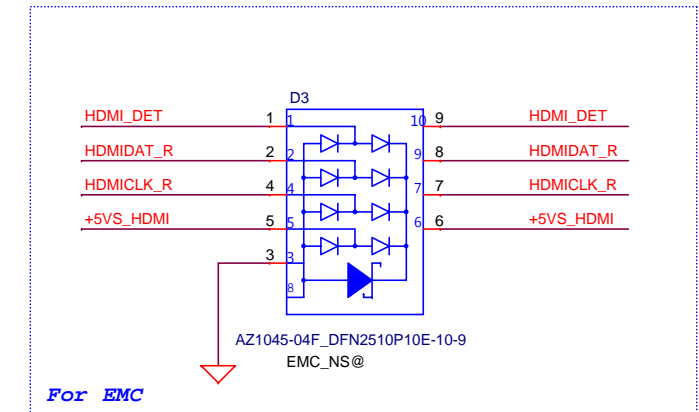 D3
HDMI_DET 1 1 10 9 HDMI_DET
HDMIDAT_R 2 2 9 8 HDMIDAT_R
HDMICLK_R 4 4 7 7 HDMICLK_R
+5VS_HDMI 5 5 6 6 +5VS_HDMI
3 3
8
AZ1045-04F_DFN2510P10E-10-9
EMC_NS@
For EMC